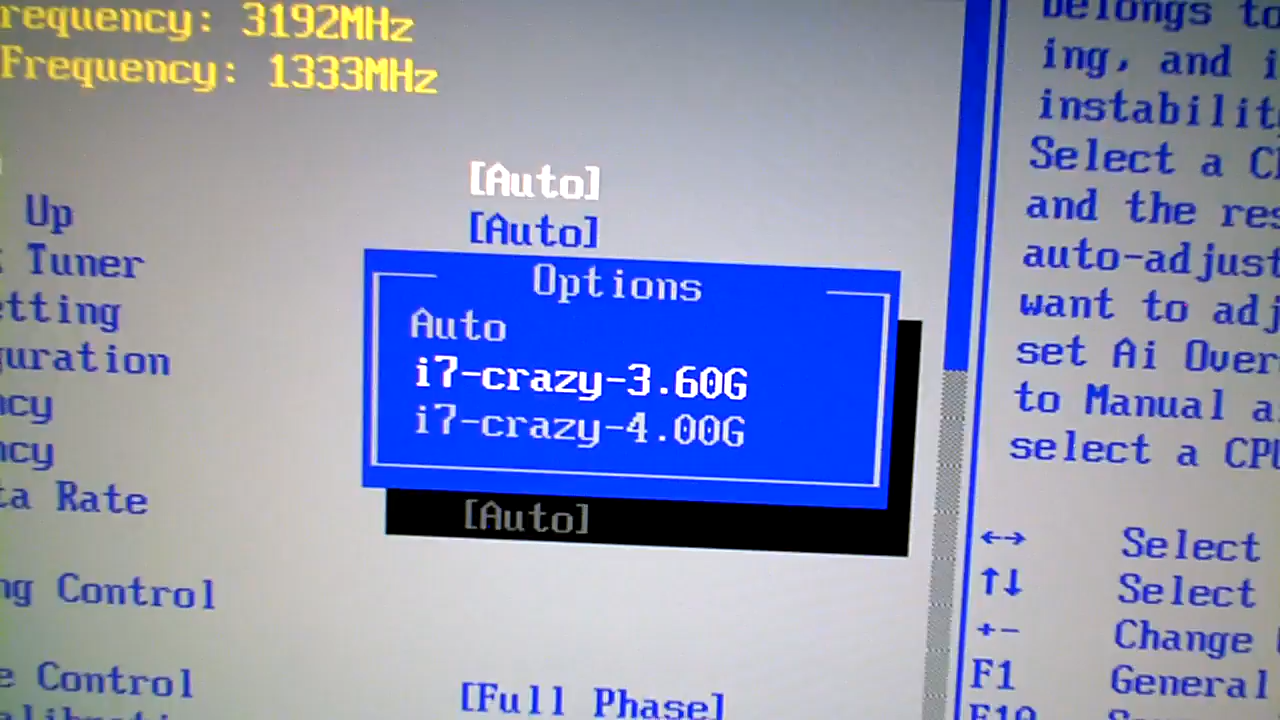 requency: 3192MHz
Frequency: 1333MHz
[Auto]
Up [Auto]
Tuner
etting
guration
ncy
ncy
ta Rate
Options
Auto
i7-crazy-3.60G
i7-crazy-4.00G
[Auto]
ng Control
e Control
[Full Phase]
belongs to
ing, and i
instabilit
Select a C
and the res
auto-adjust
want to adj
set Ai Over
to Manual a
select a CPU
↔ Select
↑↓ Select
+- Change
F1 General
F10